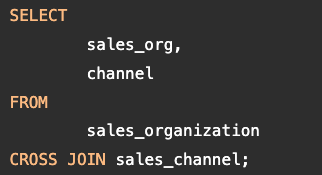 SELECT
sales_org,
channel
FROM
sales_organization
CROSS JOIN sales_channel;